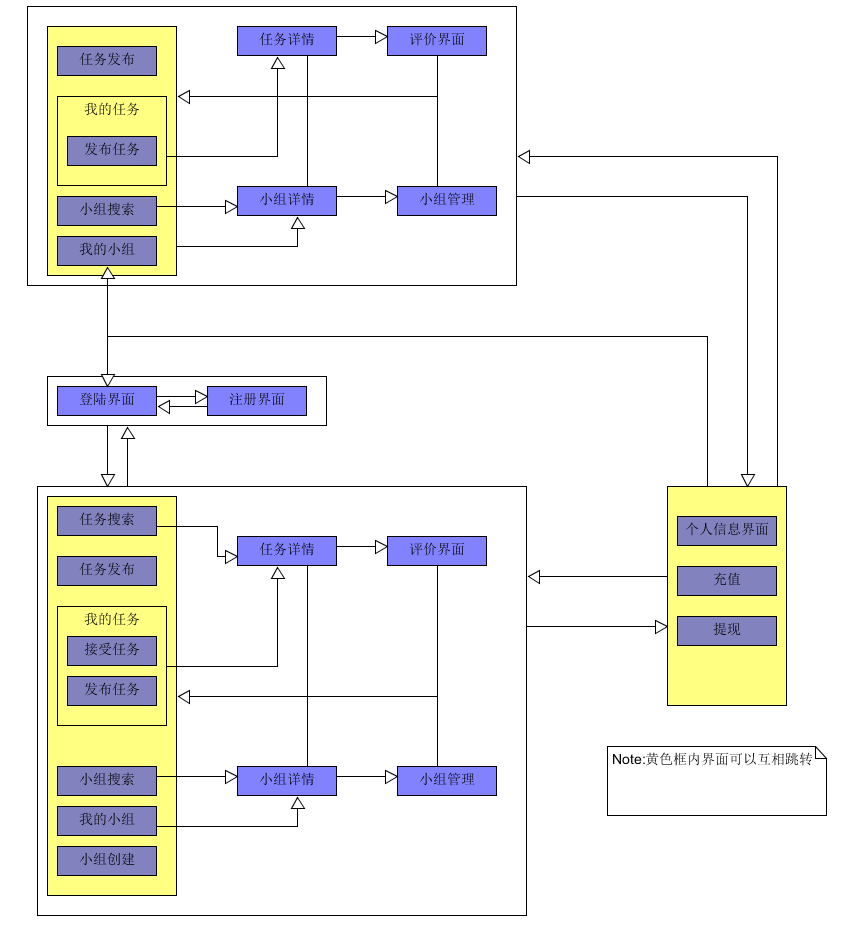 任务详情
评价界面
任务发布
我的任务
发布任务
小组搜索
小组详情
小组管理
我的小组
登陆界面
注册界面
任务搜索
任务发布
任务详情
评价界面
我的任务
接受任务
发布任务
小组搜索
小组详情
小组管理
我的小组
小组创建
个人信息界面
充值
提现
Note:黄色框内界面可以互相跳转